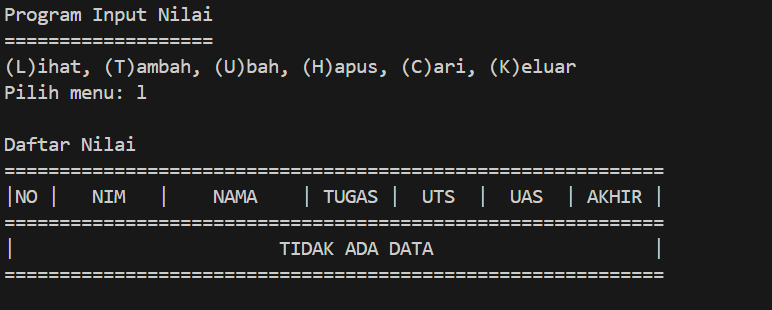 Program Input Nilai
===================
(L)ihat, (T)ambah, (U)bah, (H)apus, (C)ari, (K)eluar
Pilih menu: l
Daftar Nilai
============================================================
|NO |   NIM   |    NAMA    | TUGAS |  UTS  |  UAS  | AKHIR |
============================================================
|                        TIDAK ADA DATA                    |
============================================================